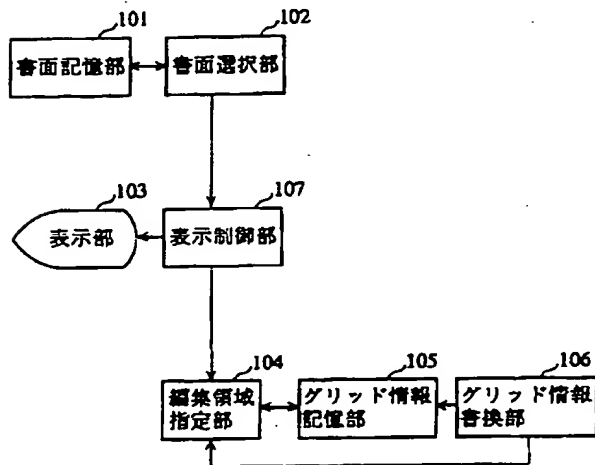 101
102
書面記憶部
書面選択部
103
107
表示部
表示制御部
104
105
106
編集領域
指定部
グリッド情報
記憶部
グリッド情報
書換部